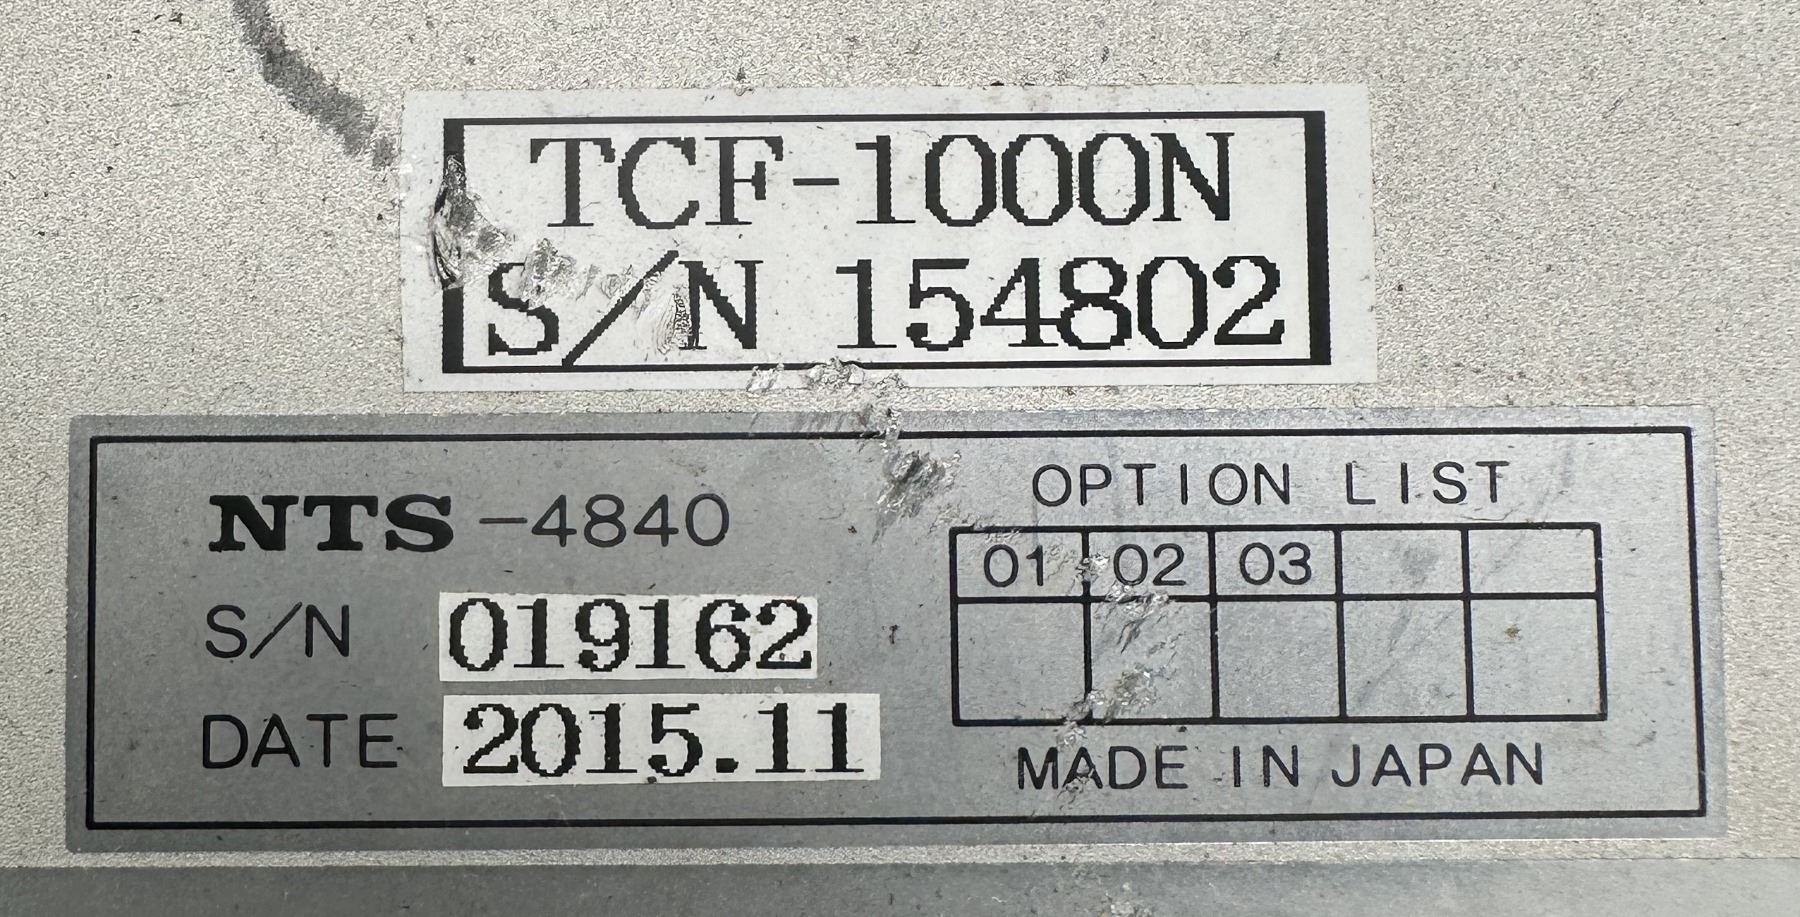 TCF-1000N
S/N 154802
NTS-4840
S/N 019162
DATE 2015.11
OPTION LIST
01 02 03
MADE IN JAPAN